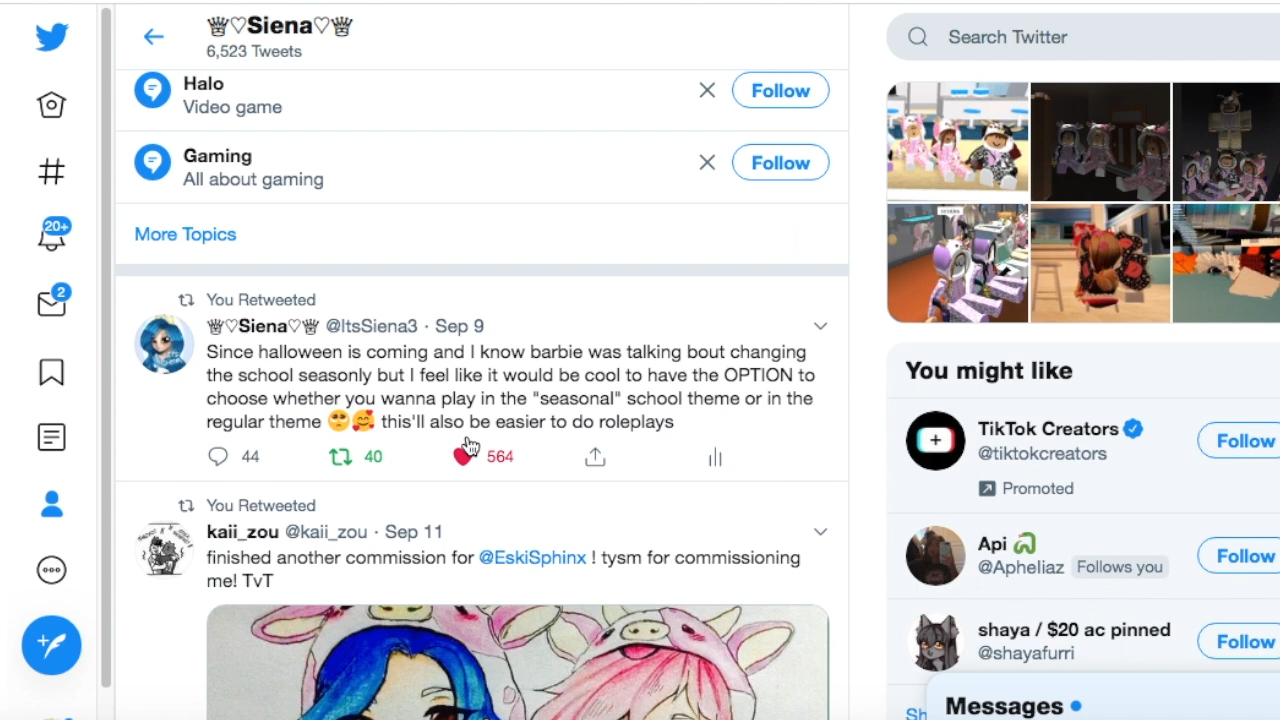 ♕♡Siena♡♕
6,523 Tweets
Search Twitter
Halo
Video game
Follow
Gaming
All about gaming
Follow
More Topics
20+
2
You Retweeted
♕♡Siena♡♕ @ItsSiena3 · Sep 9
Since halloween is coming and I know barbie was talking bout changing
the school seasonly but I feel like it would be cool to have the OPTION to
choose whether you wanna play in the "seasonal" school theme or in the
regular theme 🥺🥰 this'll also be easier to do roleplays
44 40 564
You Retweeted
kaii_zou @kaii_zou · Sep 11
finished another commission for @EskiSphinx ! tysm for commissioning
me! TvT
You might like
TikTok Creators
@tiktokcreators
Follow
Promoted
Api
@Apheliaz Follows you
Follow
shaya / $20 ac pinned
@shayafurri
Follow
Sh
Messages